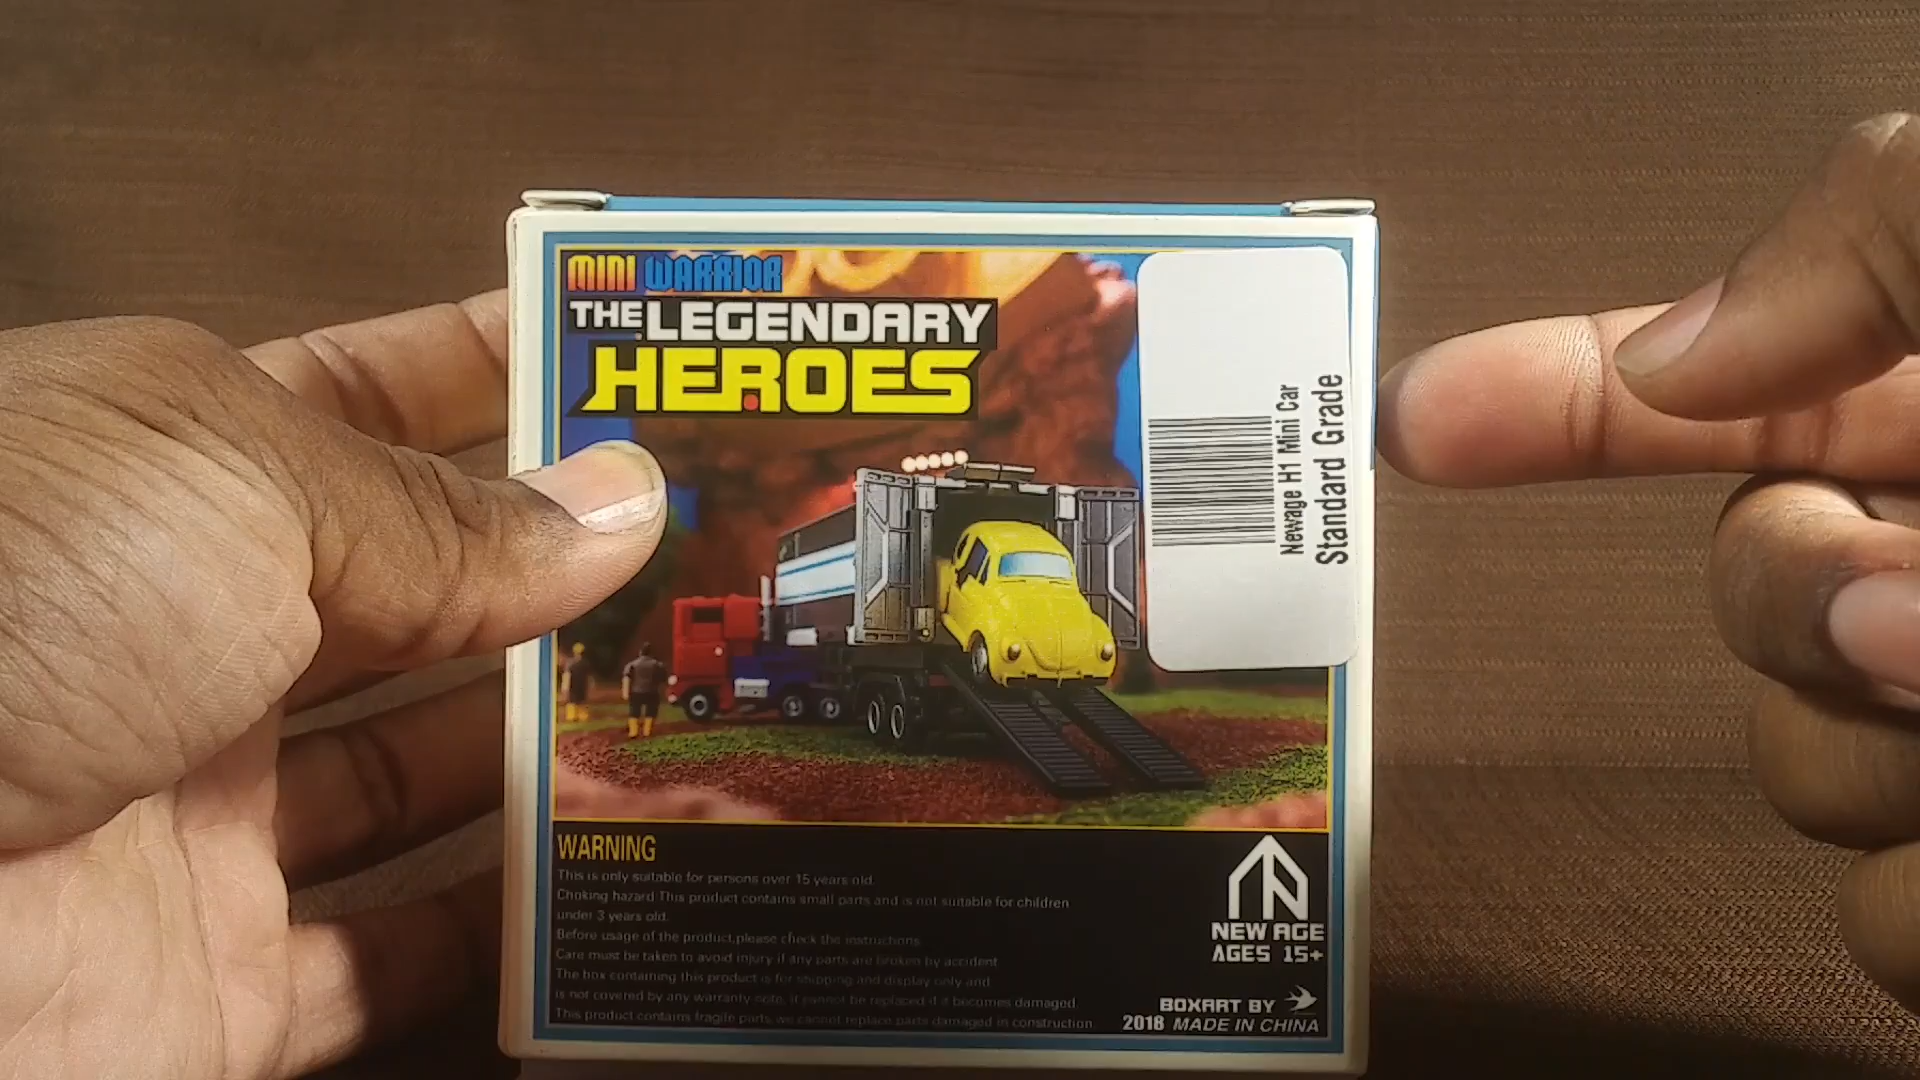 MINI WARRIOR
THE LEGENDARY
HEROES
Newage H1 Mini Car
Standard Grade
WARNING
This is only suitable for persons over 15 years old.
Choking hazard.This product contains small parts and is not suitable for children
under 3 years old.
Before usage of the product,please check the instructions.
Care must be taken to avoid injury if any parts are broken by accident
The box containing this product is for shipping and display only and
is not covered by any warranty note, it cannot be replaced if it becomes damaged.
This product contains fragile parts, we cannot replace parts damaged in construction.
NEW AGE
AGES 15+
BOXART BY
2018 MADE IN CHINA